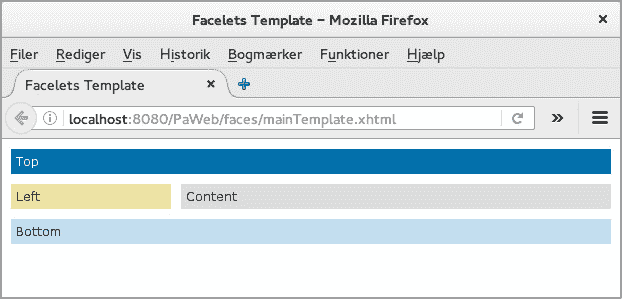 Facelets Template – Mozilla Firefox
Filer Rediger Vis Historik Bogmærker Funktioner Hjælp
Facelets Template
localhost:8080/PaWeb/faces/mainTemplate.xhtml
Top
Left Content
Bottom